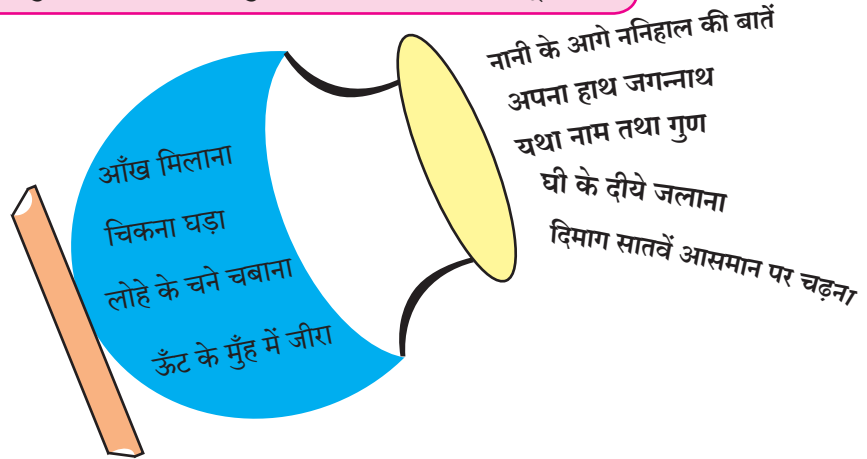 नानी के आगे ननिहाल की बातें
अपना हाथ जगन्नाथ
यथा नाम तथा गुण
घी के दीये जलाना
दिमाग सातवें आसमान पर चढ़ना
आँख मिलाना
चिकना घड़ा
लोहे के चने चबाना
ऊँट के मुँह में जीरा